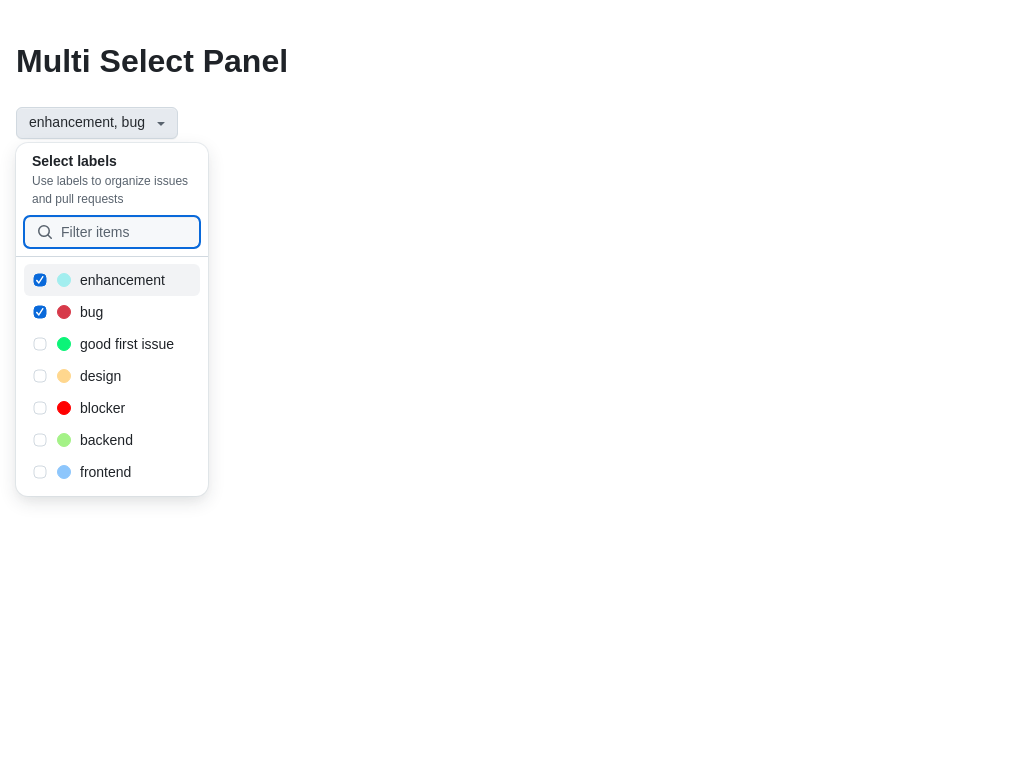 Multi Select Panel
enhancement, bug
Select labels
Use labels to organize issues
and pull requests
Filter items
enhancement
bug
good first issue
design
blocker
backend
frontend